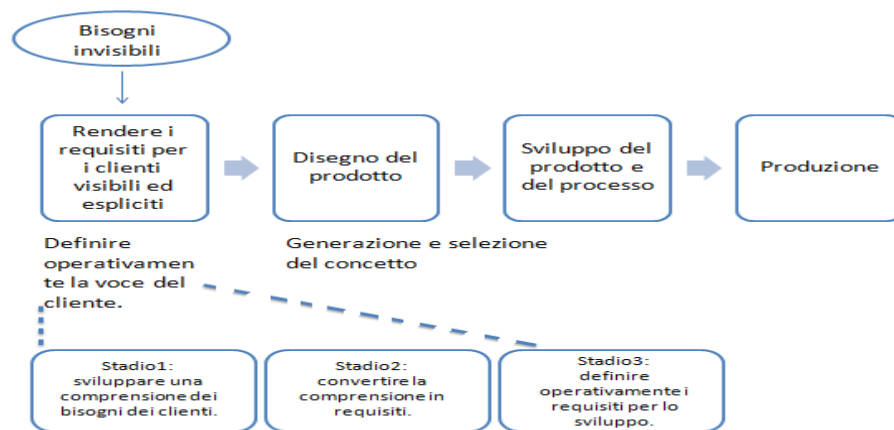 Bisogni
invisibili
Rendere i
requisiti per
i clienti
visibili ed
espliciti
Disegno del
prodotto
Sviluppo del
prodotto e
del processo
Produzione
Definire
operativamen
te la voce del
cliente.
Generazione e selezione
del concetto
Stadio1:
sviluppare una
comprensione dei
bisogni dei clienti.
Stadio2:
convertire la
comprensione in
requisiti.
Stadio3:
definire
operativamente i
requisiti per lo
sviluppo.